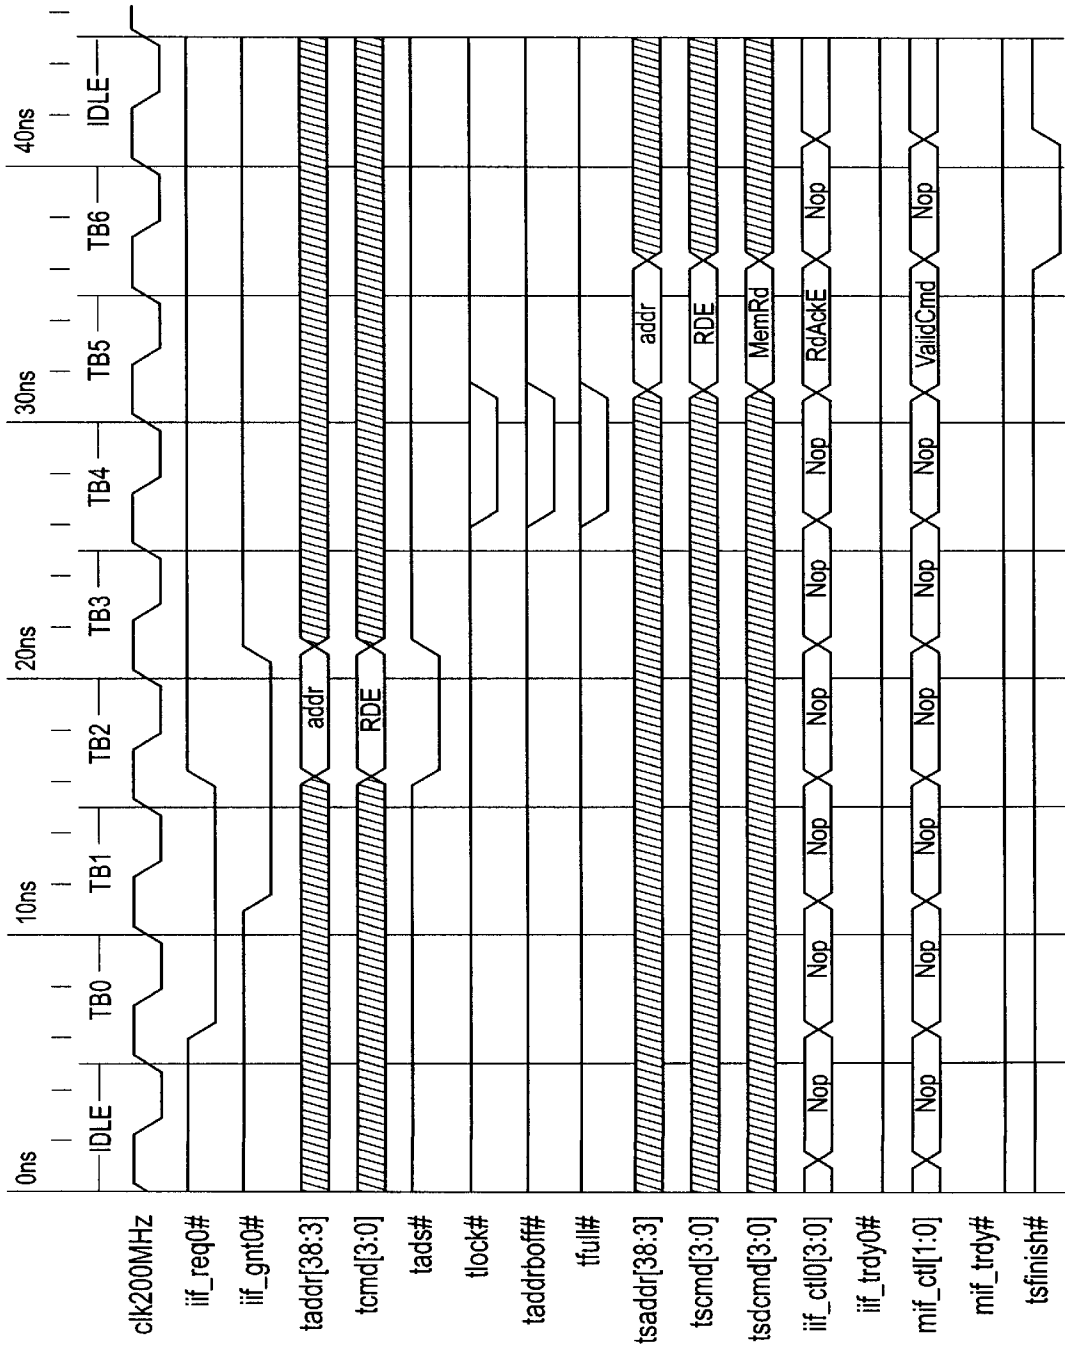 0ns 10ns 20ns 30ns 40ns
IDLE TB0 TB1 TB2 TB3 TB4 TB5 TB6 IDLE
clk200MHz
iif_req0#
iif_gnt0#
taddr[38:3] addr
tcmd[3:0] RDE
tads#
tlock#
taddrboff#
tfull#
tsaddr[38:3] addr
tscmd[3:0] RDE
tsdcmd[3:0] MemRd
iif_ctl0[3:0] Nop Nop Nop Nop Nop Nop RdAckE Nop
iif_trdy0#
mif_ctl[1:0] Nop Nop Nop Nop Nop Nop ValidCmd Nop
mif_trdy#
tsfinish#